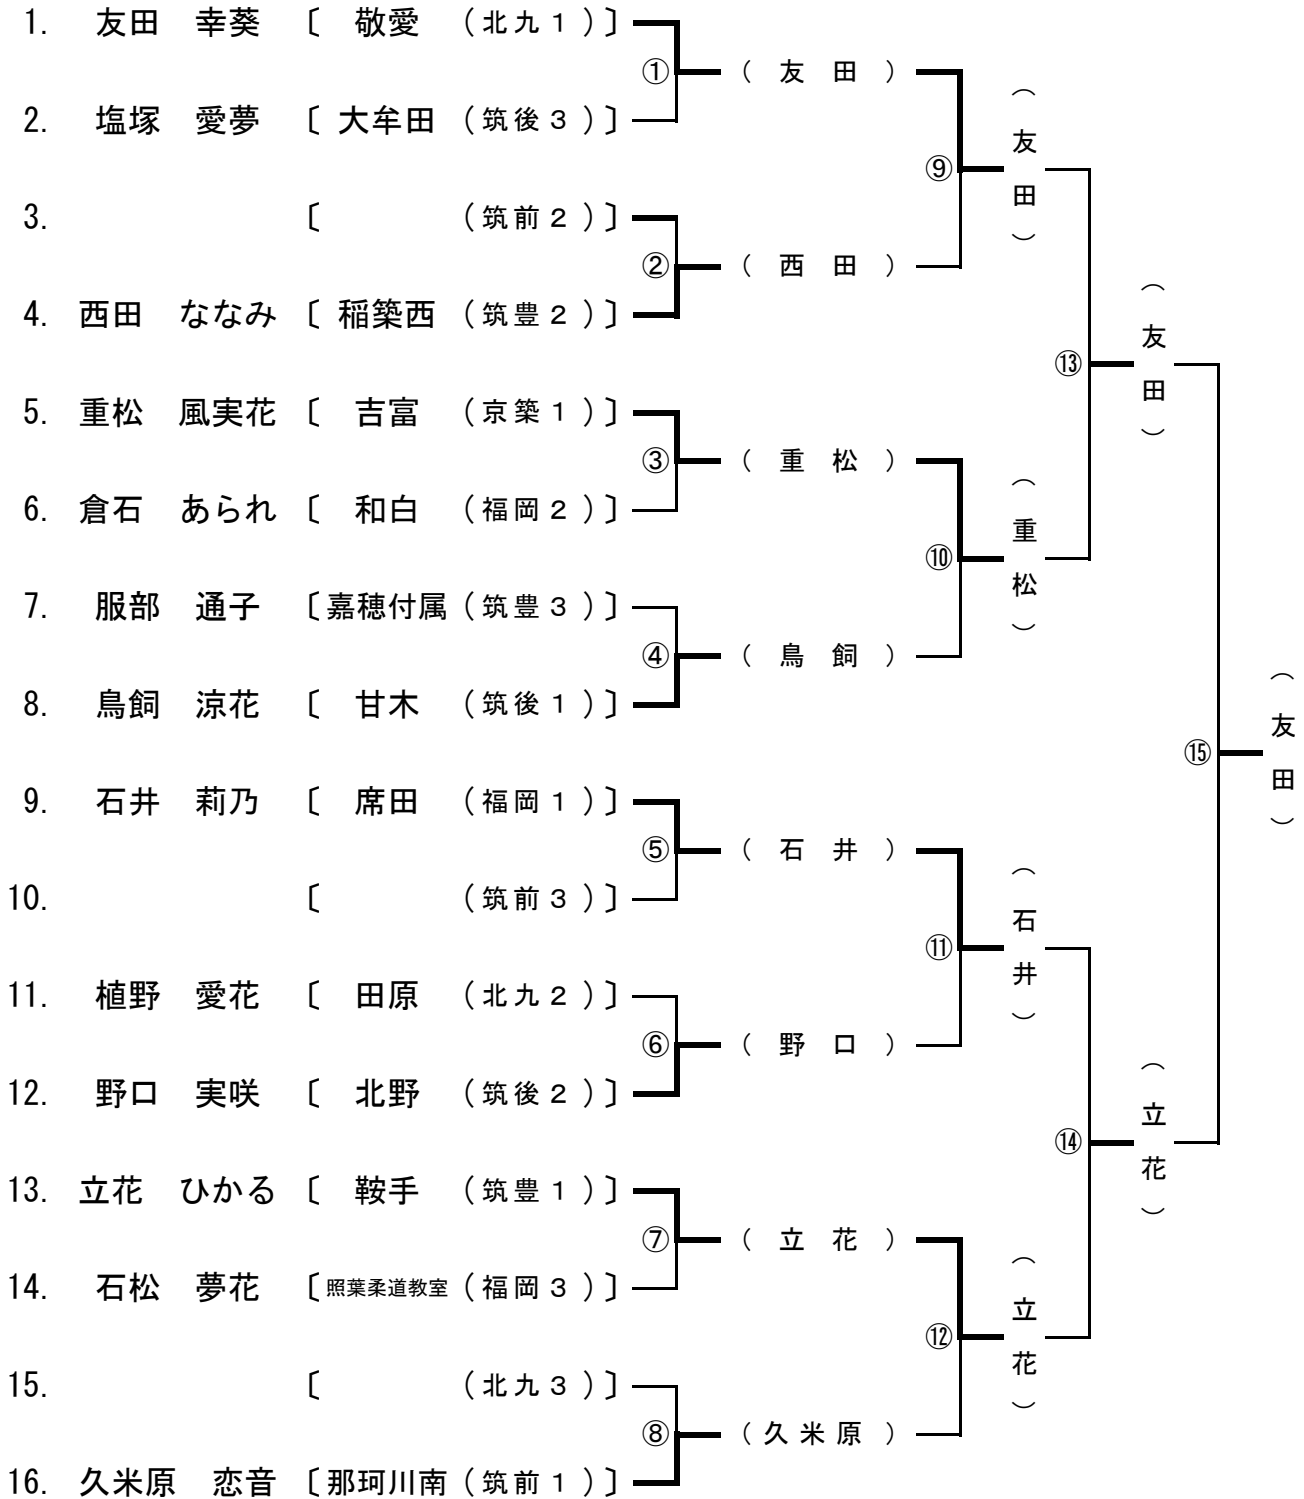 1. 友田 幸葵 〔 敬愛 （北九１）〕
① （ 友 田 ）
2. 塩塚 愛夢 〔 大牟田 （筑後３）〕
⑨ （友田）
3. 〔 （筑前２）〕
② （ 西 田 ）
4. 西田 ななみ 〔 稲築西 （筑豊２）〕
⑬ （友田）
5. 重松 風実花 〔 吉富 （京築１）〕
③ （ 重 松 ）
6. 倉石 あられ 〔 和白 （福岡２）〕
⑩ （重松）
7. 服部 通子 〔嘉穂付属（筑豊３）〕
④ （ 鳥 飼 ）
8. 鳥飼 涼花 〔 甘木 （筑後１）〕
⑮ （友田）
9. 石井 莉乃 〔 席田 （福岡１）〕
⑤ （ 石 井 ）
10. 〔 （筑前３）〕
⑪ （石井）
11. 植野 愛花 〔 田原 （北九２）〕
⑥ （ 野 口 ）
12. 野口 実咲 〔 北野 （筑後２）〕
⑭ （立花）
13. 立花 ひかる 〔 鞍手 （筑豊１）〕
⑦ （ 立 花 ）
14. 石松 夢花 〔照葉柔道教室（福岡３）〕
⑫ （立花）
15. 〔 （北九３）〕
⑧ （ 久 米 原 ）
16. 久米原 恋音 〔那珂川南（筑前１）〕